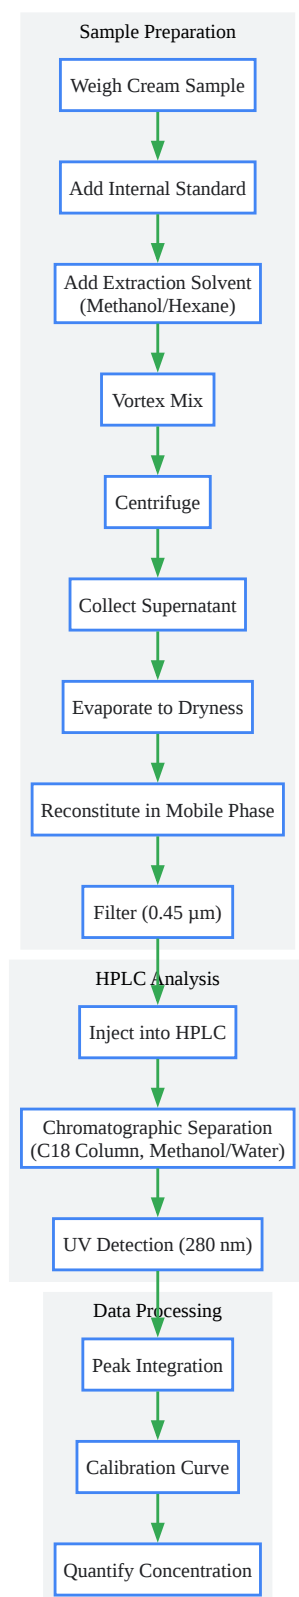 Sample Preparation
Weigh Cream Sample
Add Internal Standard
Add Extraction Solvent
(Methanol/Hexane)
Vortex Mix
Centrifuge
Collect Supernatant
Evaporate to Dryness
Reconstitute in Mobile Phase
Filter (0.45 µm)
HPLC Analysis
Inject into HPLC
Chromatographic Separation
(C18 Column, Methanol/Water)
UV Detection (280 nm)
Data Processing
Peak Integration
Calibration Curve
Quantify Concentration